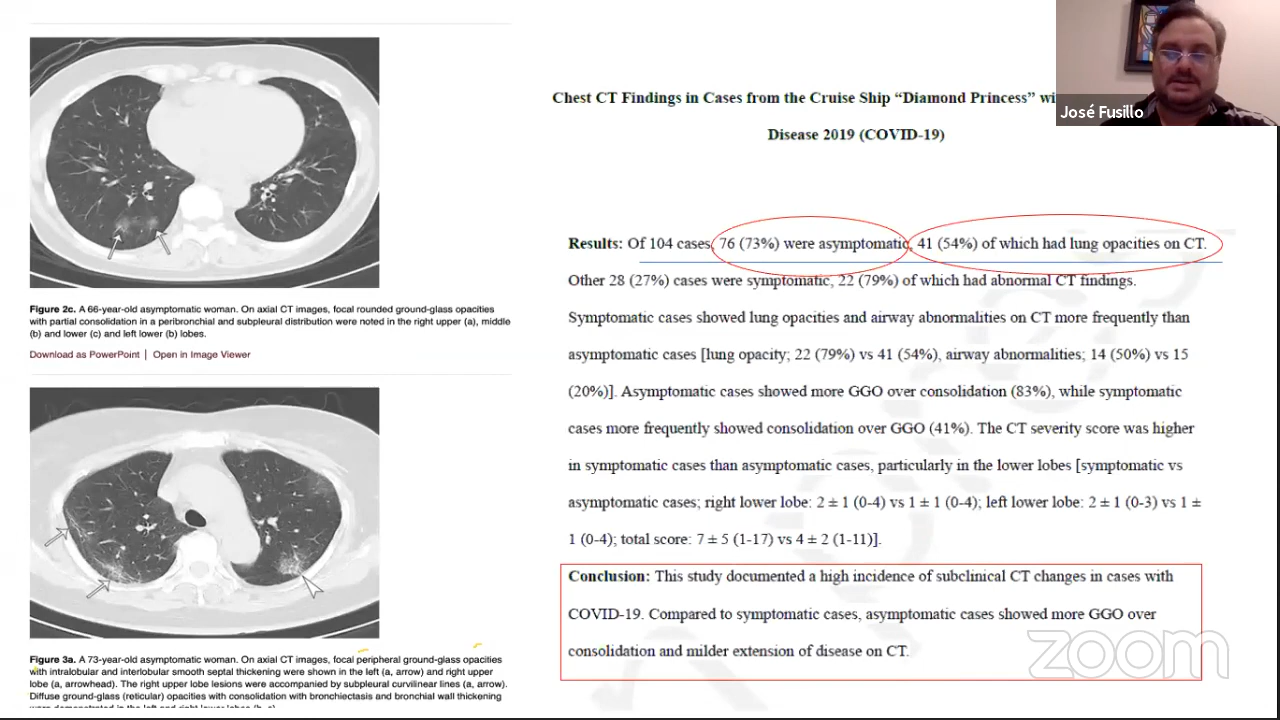 Figure 2c. A 66-year-old asymptomatic woman. On axial CT images, focal rounded ground-glass opacities
with partial consolidation in a peribronchial and subpleural distribution were noted in the right upper (a), middle
(b) and lower (c) and left lower (b) lobes.
Download as PowerPoint | Open in Image Viewer
Figure 3a. A 73-year-old asymptomatic woman. On axial CT images, focal peripheral ground-glass opacities
with intralobular and interlobular smooth septal thickening were shown in the left (a, arrow) and right upper
lobe (a, arrowhead). The right upper lobe lesions were accompanied by subpleural curvilinear lines (a, arrow).
Diffuse ground-glass (reticular) opacities with consolidation with bronchiectasis and bronchial wall thickening
were demonstrated in the left and right lower lobes (b, c).
Chest CT Findings in Cases from the Cruise Ship “Diamond Princess” wi
Disease 2019 (COVID-19)
Results: Of 104 cases, 76 (73%) were asymptomatic, 41 (54%) of which had lung opacities on CT.
Other 28 (27%) cases were symptomatic, 22 (79%) of which had abnormal CT findings.
Symptomatic cases showed lung opacities and airway abnormalities on CT more frequently than
asymptomatic cases [lung opacity; 22 (79%) vs 41 (54%), airway abnormalities; 14 (50%) vs 15
(20%)]. Asymptomatic cases showed more GGO over consolidation (83%), while symptomatic
cases more frequently showed consolidation over GGO (41%). The CT severity score was higher
in symptomatic cases than asymptomatic cases, particularly in the lower lobes [symptomatic vs
asymptomatic cases; right lower lobe: 2 ± 1 (0-4) vs 1 ± 1 (0-4); left lower lobe: 2 ± 1 (0-3) vs 1 ±
1 (0-4); total score: 7 ± 5 (1-17) vs 4 ± 2 (1-11)].
Conclusion: This study documented a high incidence of subclinical CT changes in cases with
COVID-19. Compared to symptomatic cases, asymptomatic cases showed more GGO over
consolidation and milder extension of disease on CT.
José Fusillo
zoom